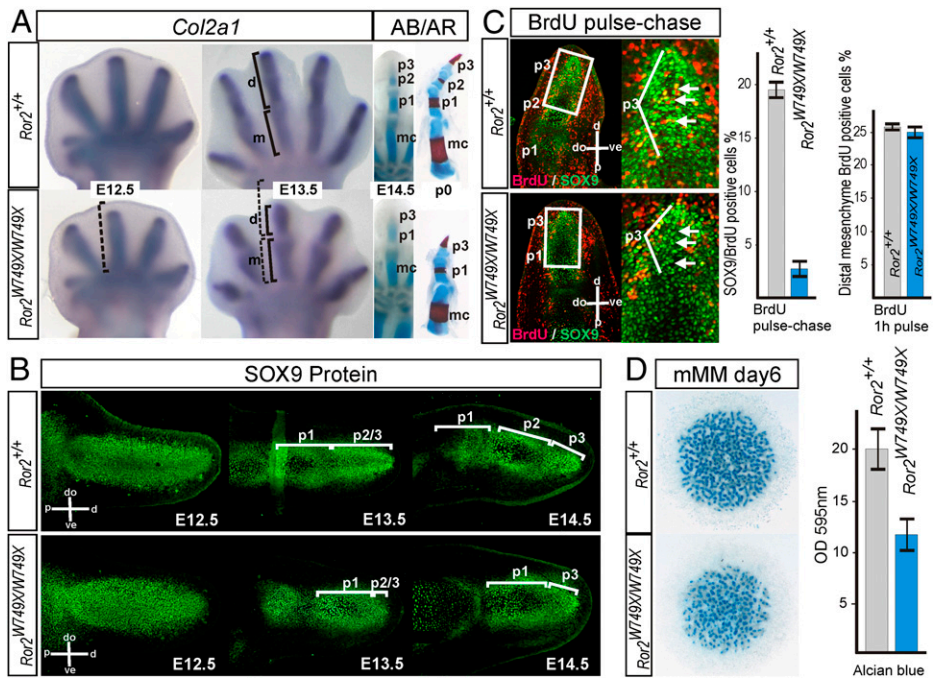 A
Col2a1
AB/AR
Ror2+/+
d
m
p3
p2
p1
mc
p3
p2
p1
mc
E12.5
E13.5
E14.5
p0
Ror2W749X/W749X
d
m
p3
p1
mc
p3
p1
mc
C
BrdU pulse-chase
Ror2+/+
p3
p2
p1
d
do
ve
p
BrdU / SOX9
p3
Ror2W749X/W749X
p3
p1
d
do
ve
p
BrdU / SOX9
p3
SOX9/BrdU positive cells %
20
15
10
5
Ror2+/+
Ror2W749X/W749X
BrdU
pulse-chase
Distal mesenchyme BrdU positive cells %
25
20
15
10
5
Ror2+/+
Ror2W749X/W749X
BrdU
1h pulse
B
SOX9 Protein
Ror2+/+
do
p
d
ve
E12.5
p1
p2/3
E13.5
p1
p2
p3
E14.5
Ror2W749X/W749X
do
p
d
ve
E12.5
p1
p2/3
E13.5
p1
p3
E14.5
D
mMM day6
Ror2+/+
Ror2W749X/W749X
OD 595nm
20
15
10
5
Ror2+/+
Ror2W749X/W749X
Alcian blue